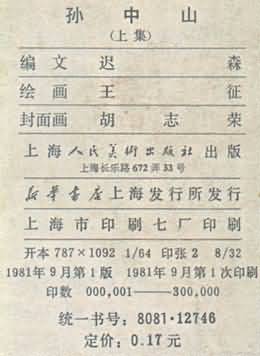 孙中山
(上集)
编文 迟森
绘画 王征
封面画 胡志荣
上海人民美术出版社出版
上海长乐路672弄33号
新华书店上海发行所发行
上海市印刷七厂印刷
开本 787×1092 1/64 印张 2 8/32
1981年9月第1版 1981年9月第1次印刷
印数 000,001——300,000
统一书号：8081·12746
定价：0.17元